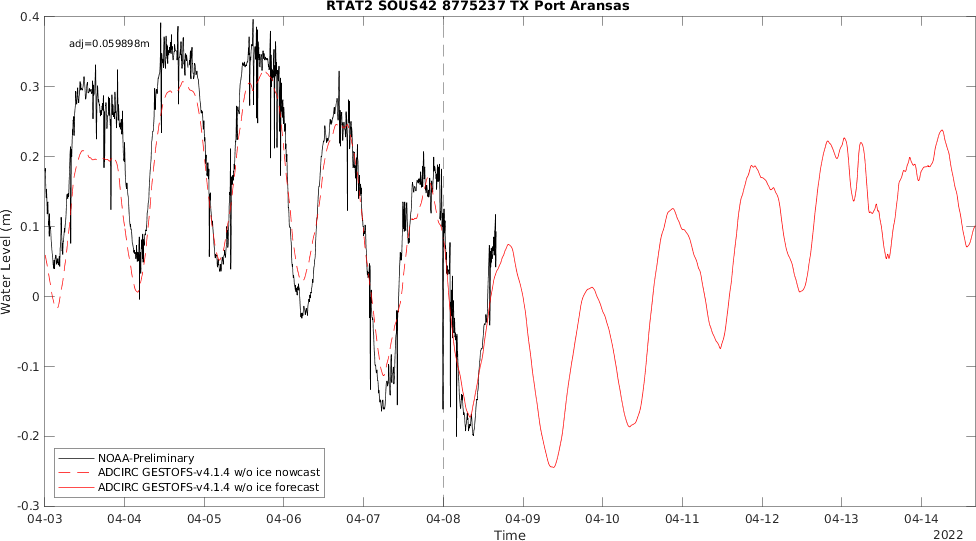 RTAT2 SOUS42 8775237 TX Port Aransas
adj=0.059898m
0.4
0.3
0.2
0.1
0
-0.1
-0.2
-0.3
Water Level (m)
NOAA-Preliminary
ADCIRC GESTOFS-v4.1.4 w/o ice nowcast
ADCIRC GESTOFS-v4.1.4 w/o ice forecast
04-03 04-04 04-05 04-06 04-07 04-08 04-09 04-10 04-11 04-12 04-13 04-14
Time
2022